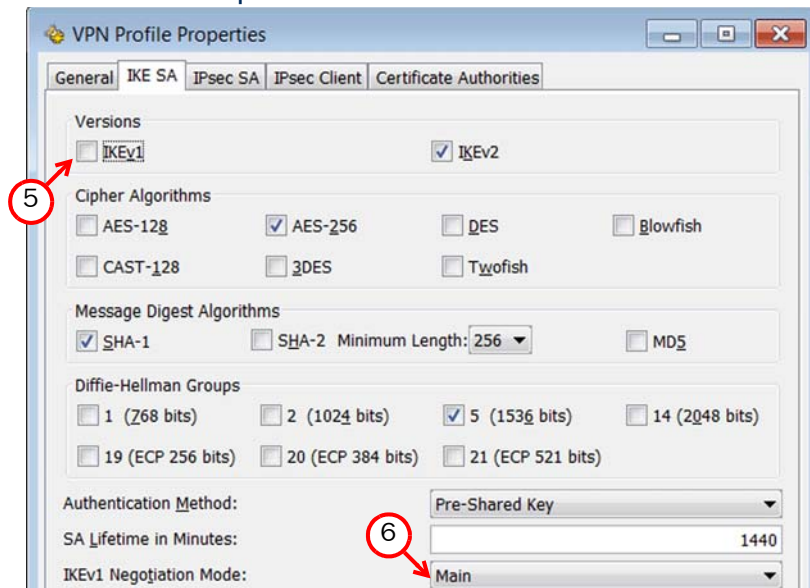 VPN Profile Properties
General IKE SA IPsec SA IPsec Client Certificate Authorities
Versions
IKEv1 IKEv2
5
Cipher Algorithms
AES-128 AES-256 DES Blowfish
CAST-128 3DES Twofish
Message Digest Algorithms
SHA-1 SHA-2 Minimum Length: 256 MD5
Diffie-Hellman Groups
1 (768 bits) 2 (1024 bits) 5 (1536 bits) 14 (2048 bits)
19 (ECP 256 bits) 20 (ECP 384 bits) 21 (ECP 521 bits)
Authentication Method: Pre-Shared Key
SA Lifetime in Minutes: 1440
6
IKEv1 Negotiation Mode: Main